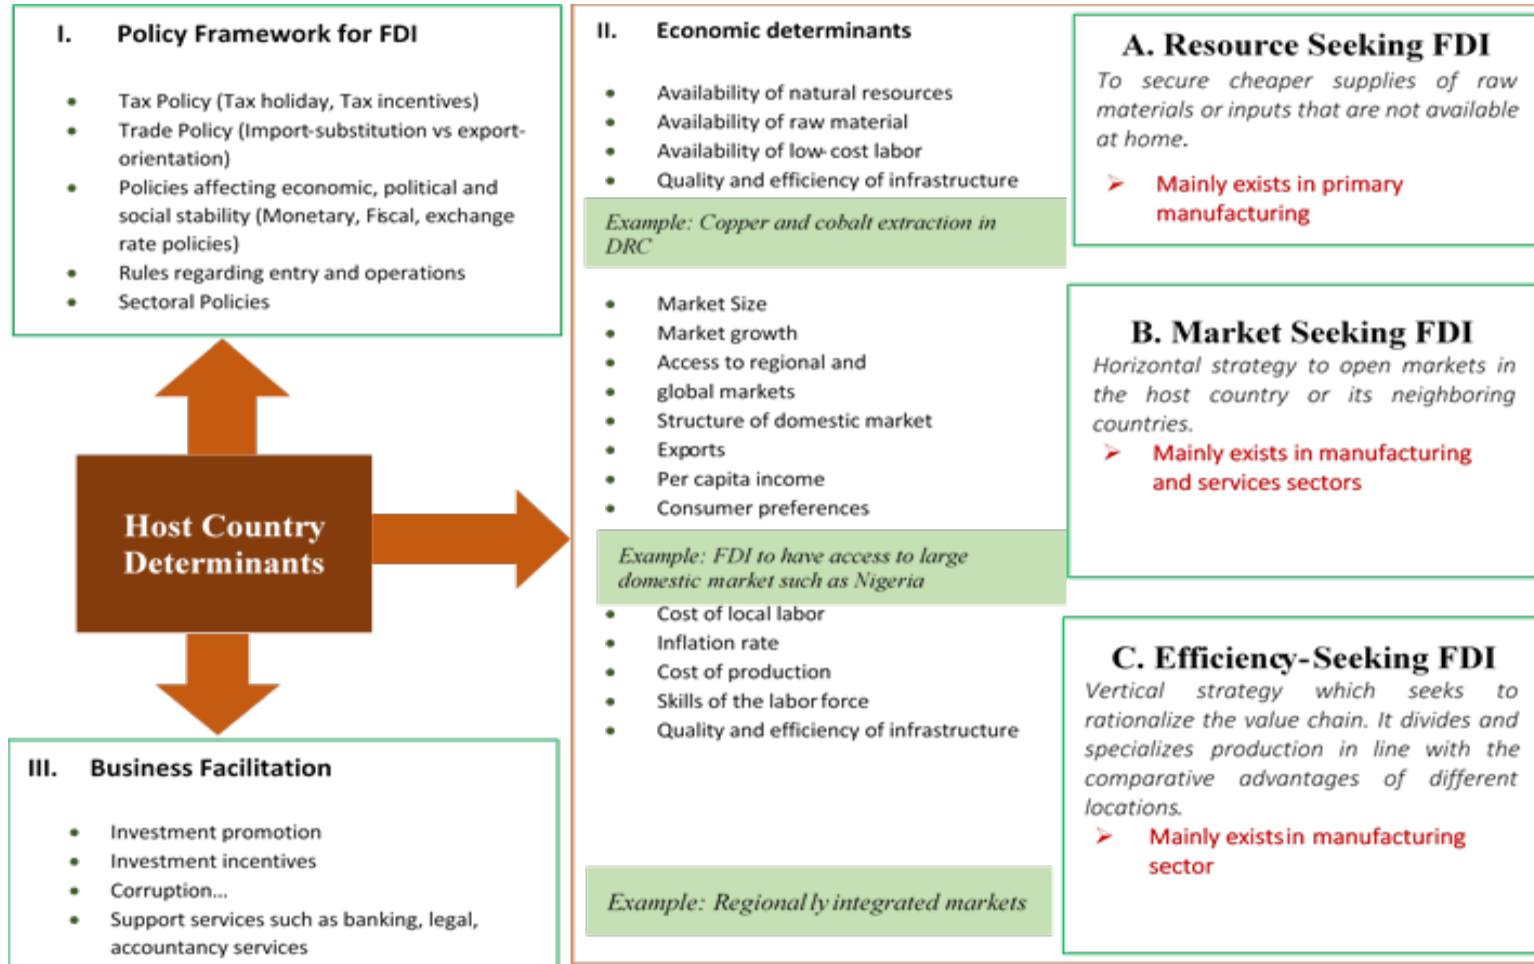 I. Policy Framework for FDI
• Tax Policy (Tax holiday, Tax incentives)
• Trade Policy (Import-substitution vs export-
orientation)
• Policies affecting economic, political and
social stability (Monetary, Fiscal, exchange
rate policies)
• Rules regarding entry and operations
• Sectoral Policies
Host Country
Determinants
III. Business Facilitation
• Investment promotion
• Investment incentives
• Corruption...
• Support services such as banking, legal,
accountancy services
II. Economic determinants
• Availability of natural resources
• Availability of raw material
• Availability of low-cost labor
• Quality and efficiency of infrastructure
Example: Copper and cobalt extraction in
DRC
• Market Size
• Market growth
• Access to regional and
• global markets
• Structure of domestic market
• Exports
• Per capita income
• Consumer preferences
Example: FDI to have access to large
domestic market such as Nigeria
• Cost of local labor
• Inflation rate
• Cost of production
• Skills of the labor force
• Quality and efficiency of infrastructure
Example: Regionally integrated markets
A. Resource Seeking FDI
To secure cheaper supplies of raw
materials or inputs that are not available
at home.
➢ Mainly exists in primary
manufacturing
B. Market Seeking FDI
Horizontal strategy to open markets in
the host country or its neighboring
countries.
➢ Mainly exists in manufacturing
and services sectors
C. Efficiency-Seeking FDI
Vertical strategy which seeks to
rationalize the value chain. It divides and
specializes production in line with the
comparative advantages of different
locations.
➢ Mainly exists in manufacturing
sector